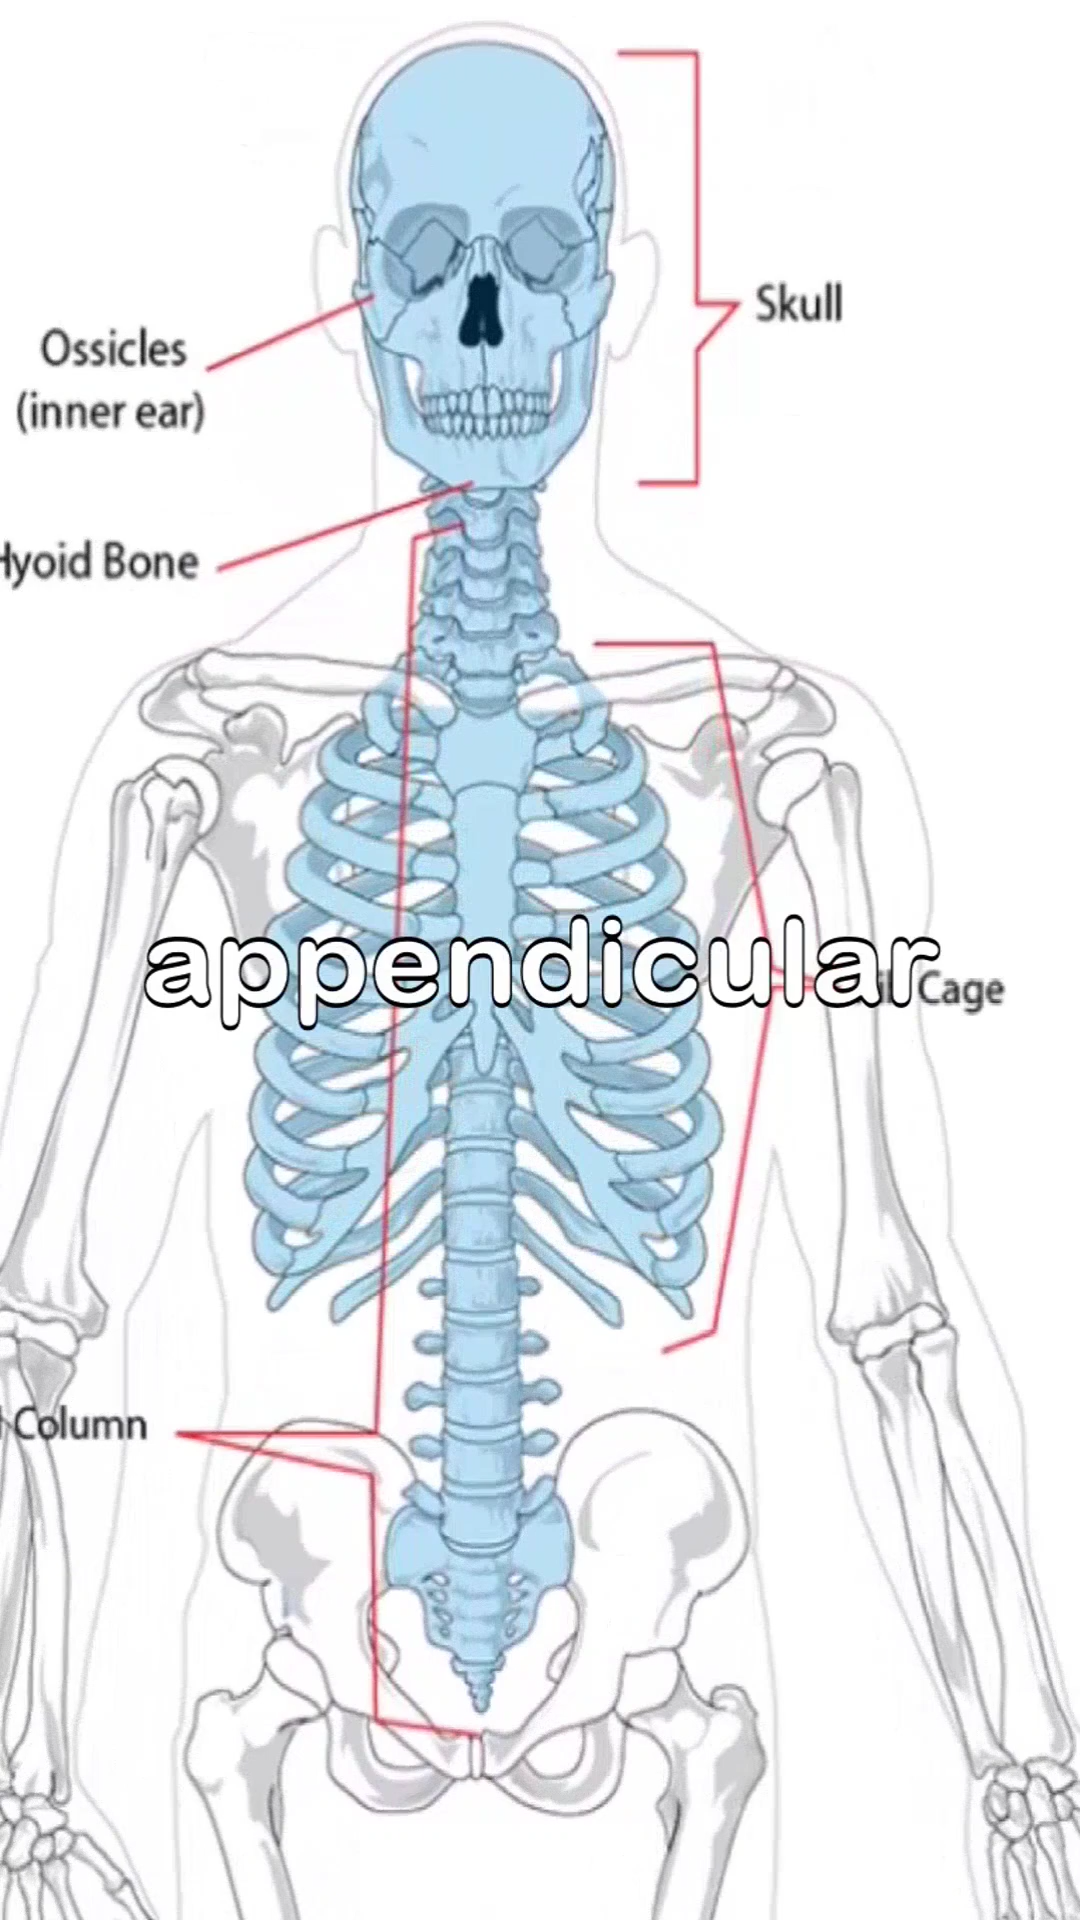 Skull
Ossicles
(inner ear)
Hyoid Bone
appendicular
Cage
Column